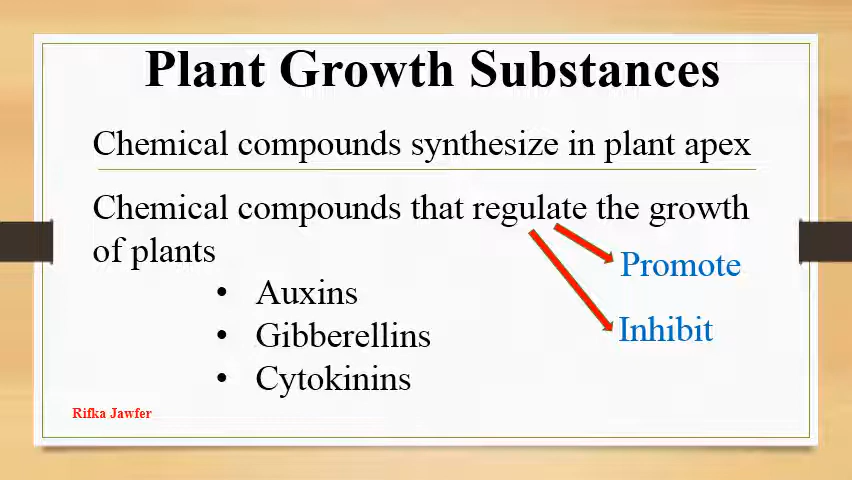 Plant Growth Substances
Chemical compounds synthesize in plant apex
Chemical compounds that regulate the growth
of plants
Promote
• Auxins
Inhibit
• Gibberellins
• Cytokinins
Rifka Jawfer